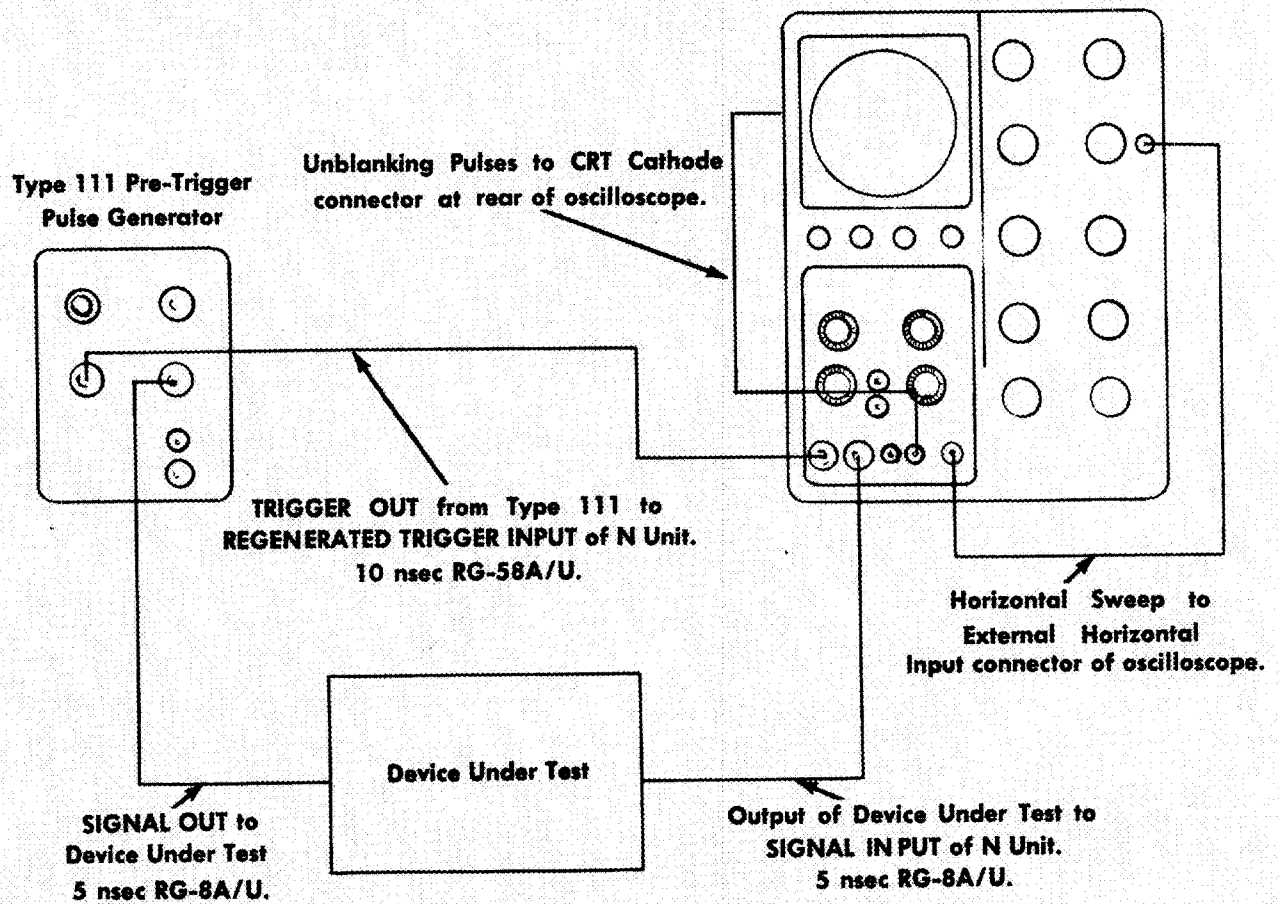 Unblanking Pulses to CRT Cathode
connector at rear of oscilloscope.
Type 111 Pre-Trigger
Pulse Generator
TRIGGER OUT from Type 111 to
REGENERATED TRIGGER INPUT of N Unit.
10 nsec RG-58A/U.
Horizontal Sweep to
External Horizontal
Input connector of oscilloscope.
Device Under Test
SIGNAL OUT to
Device Under Test
5 nsec RG-8A/U.
Output of Device Under Test to
SIGNAL INPUT of N Unit.
5 nsec RG-8A/U.